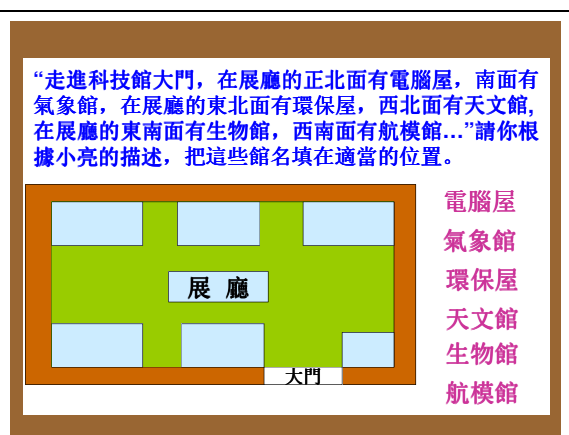 “走進科技館大門，在展廳的正北面有電腦屋，南面有
氣象館，在展廳的東北面有環保屋，西北面有天文館,
在展廳的東南面有生物館，西南面有航模館…”請你根
據小亮的描述，把這些館名填在適當的位置。
電腦屋
氣象館
環保屋
展 廳
天文館
生物館
大門
航模館